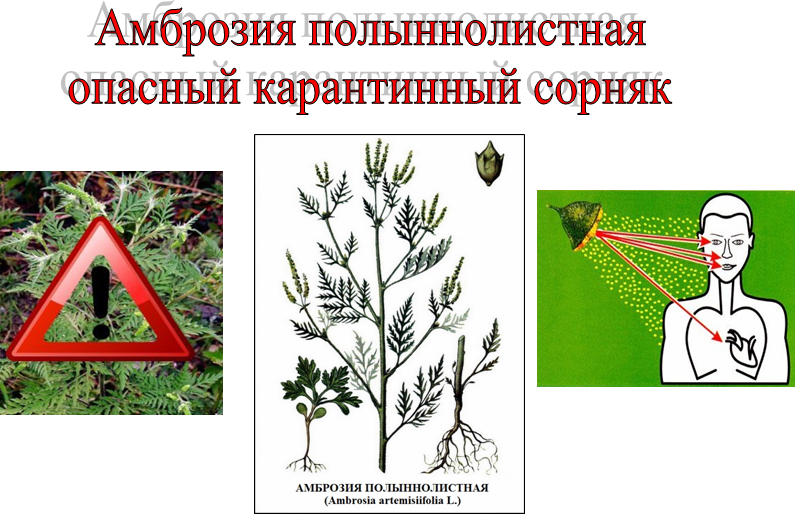 Амброзия полыннолистная
опасный карантинный сорняк
АМБРОЗИЯ ПОЛЫННОЛИСТНАЯ
(Ambrosia artemisiifolia L.)